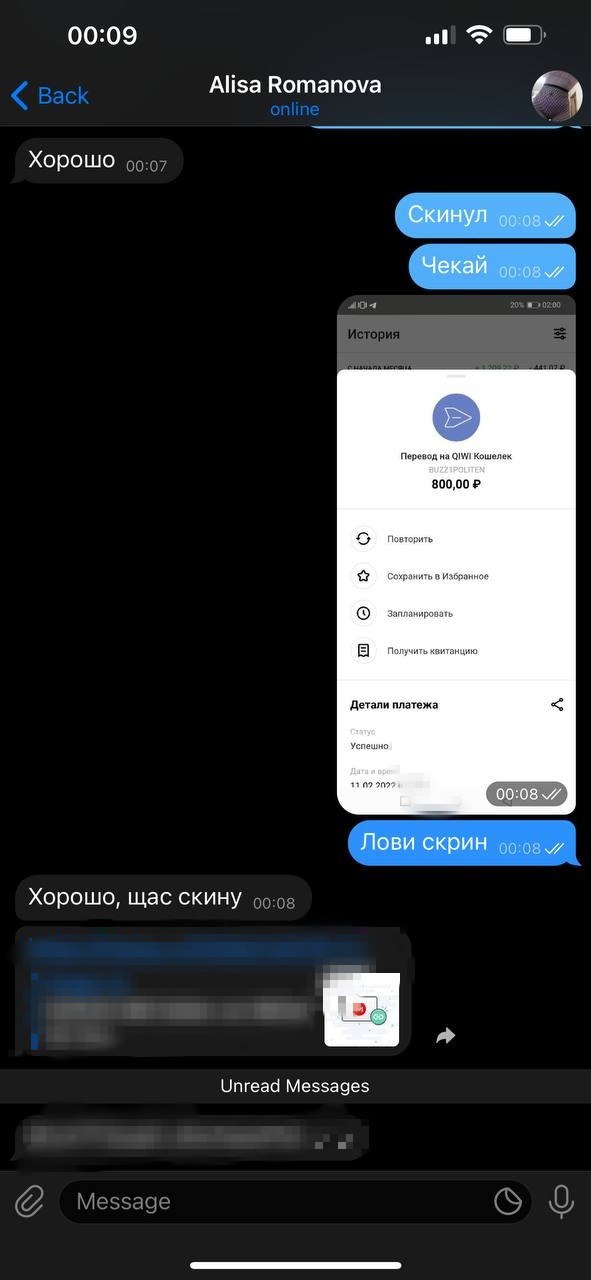 00:09
Back
Alisa Romanova
online
Хорошо 00:07
Скинул 00:08
Чекай 00:08
20% 02:00
История
С НАЧАЛА МЕСЯЦА + 1 209,22 ₽ - 441,07 ₽
Перевод на QIWI Кошелек
BUZZ1POLITEN
800,00 ₽
Повторить
Сохранить в Избранное
Запланировать
Получить квитанцию
Детали платежа
Статус
Успешно
Дата и время
11.02.2022
00:08
Лови скрин 00:08
Хорошо, щас скину 00:08
Unread Messages
Message